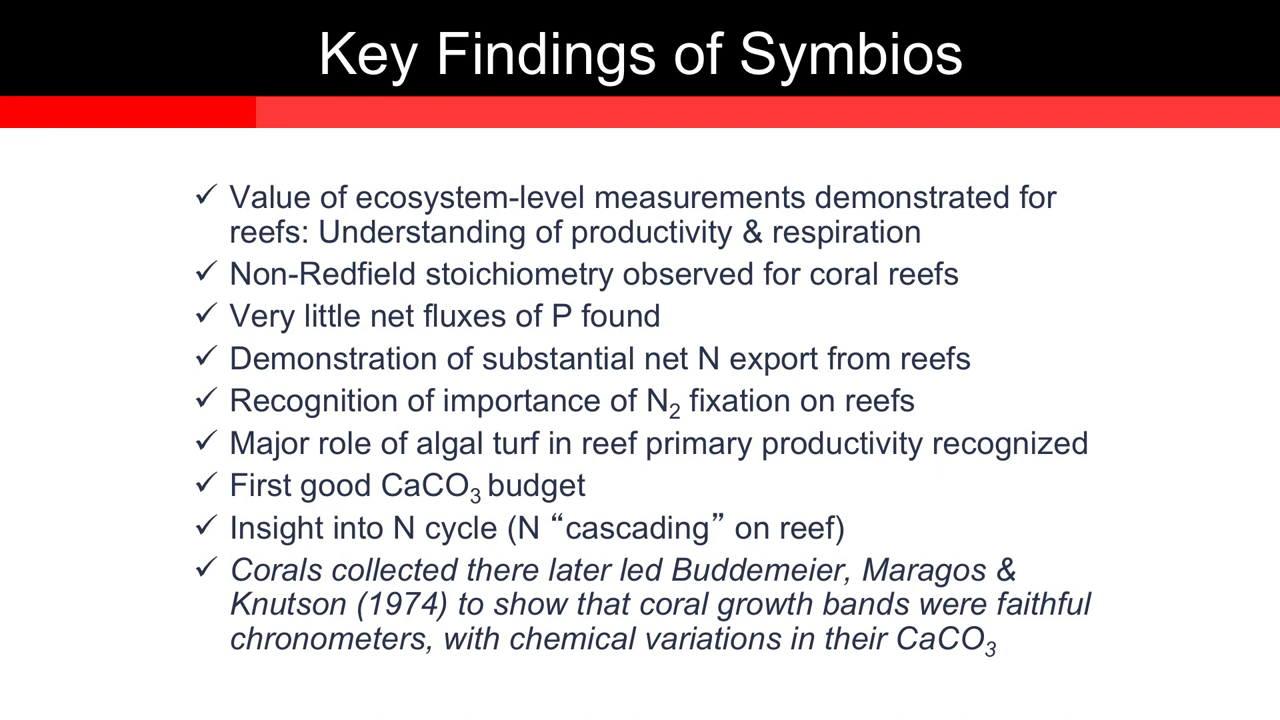 Key Findings of Symbios
✓ Value of ecosystem-level measurements demonstrated for
reefs: Understanding of productivity & respiration
✓ Non-Redfield stoichiometry observed for coral reefs
✓ Very little net fluxes of P found
✓ Demonstration of substantial net N export from reefs
✓ Recognition of importance of N₂ fixation on reefs
✓ Major role of algal turf in reef primary productivity recognized
✓ First good CaCO₃ budget
✓ Insight into N cycle (N “cascading” on reef)
✓ Corals collected there later led Buddemeier, Maragos &
Knutson (1974) to show that coral growth bands were faithful
chronometers, with chemical variations in their CaCO₃